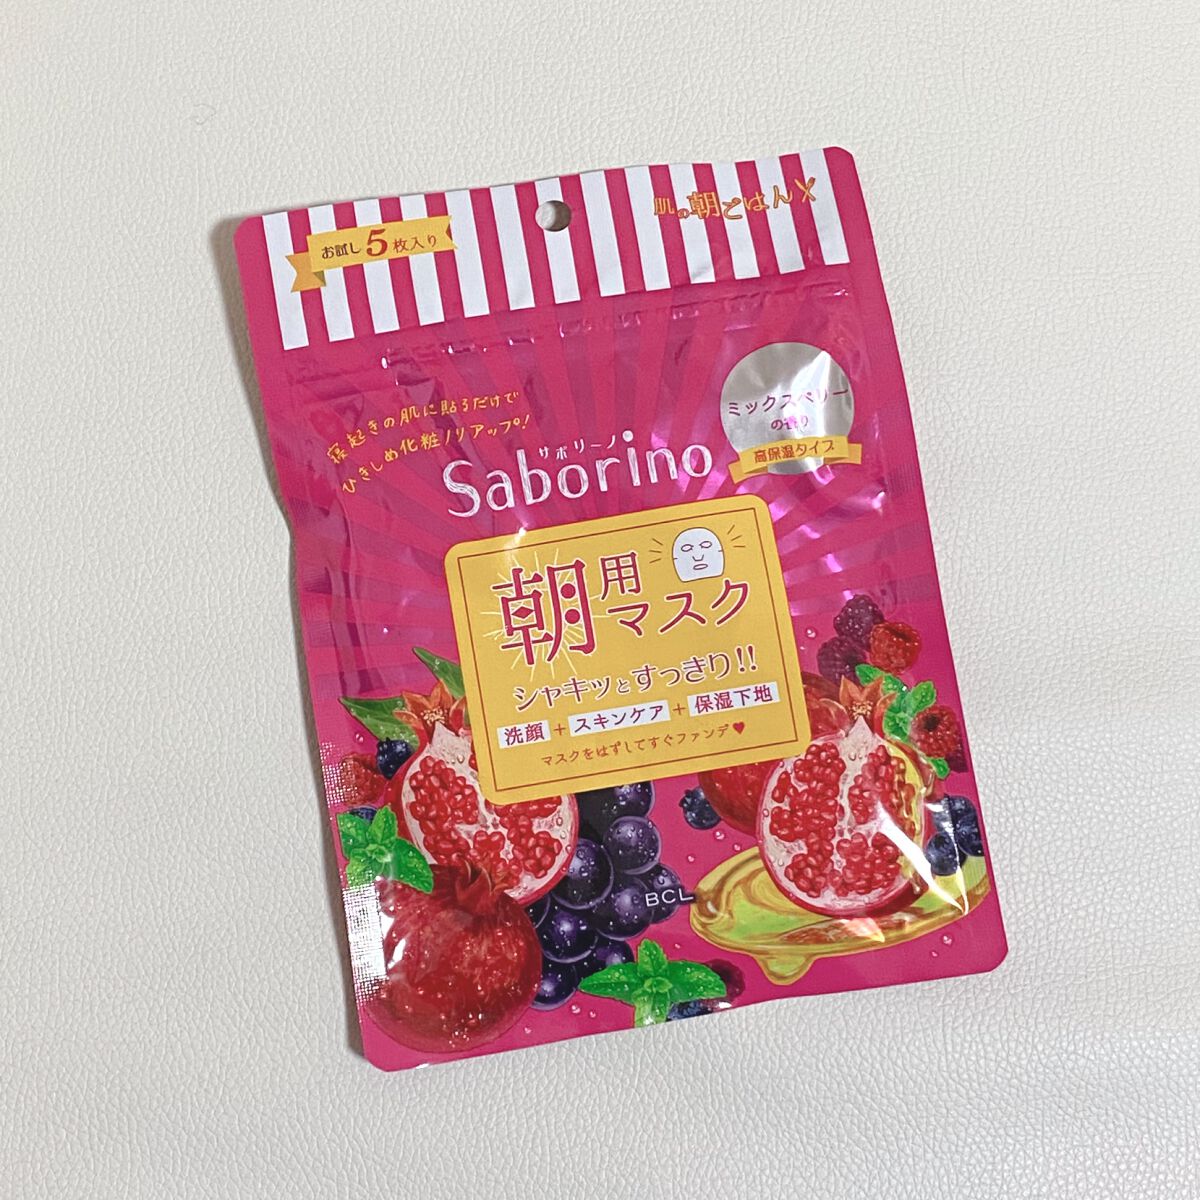 お試し5枚入り
肌の朝ごはん
寝起きの肌に貼るだけで
ひきしめ化粧ノリアップ!
サボリーノ
Saborino
ミックスベリー
の香り
高保湿タイプ
朝用マスク
シャキッとすっきり!!
洗顔+スキンケア+保湿下地
マスクをはずしてすぐファンデ♥
BCL